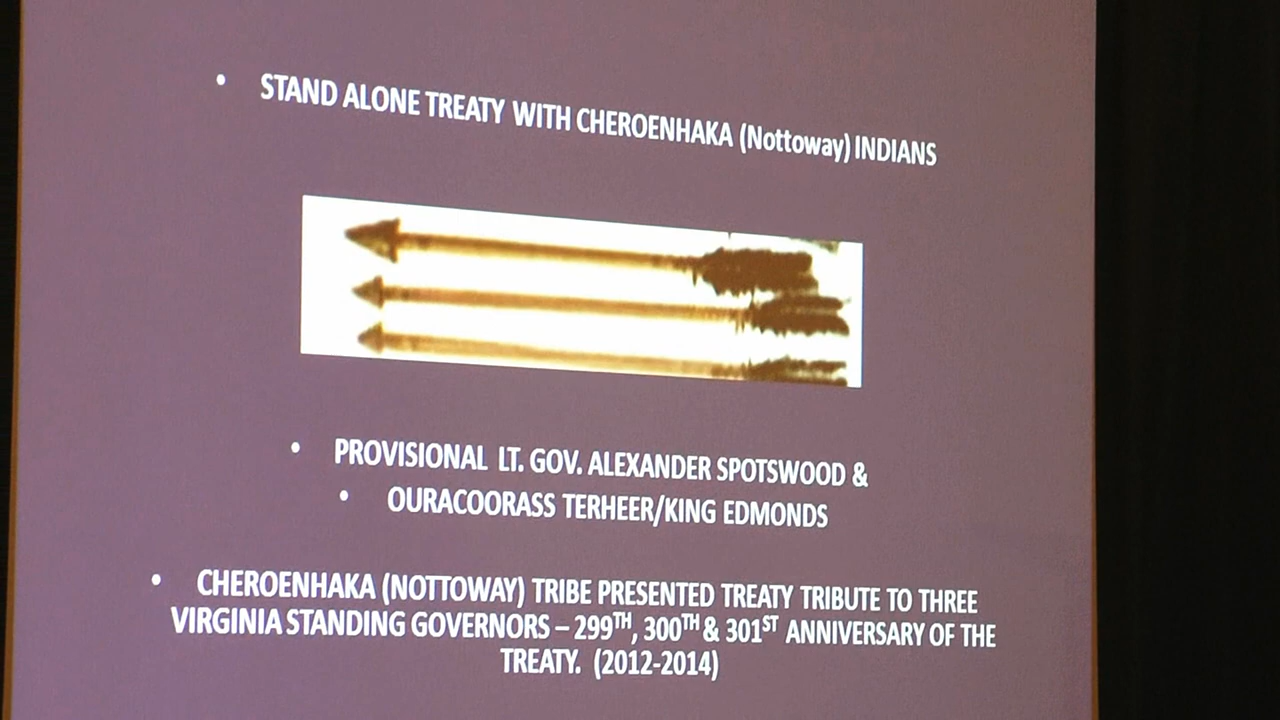 • STAND ALONE TREATY WITH CHEROENHAKA (Nottoway) INDIANS
• PROVISIONAL LT. GOV. ALEXANDER SPOTSWOOD &
• OURACOORASS TERHEER/KING EDMONDS
• CHEROENHAKA (NOTTOWAY) TRIBE PRESENTED TREATY TRIBUTE TO THREE
VIRGINIA STANDING GOVERNORS – 299TH, 300TH & 301ST ANNIVERSARY OF THE
TREATY. (2012-2014)